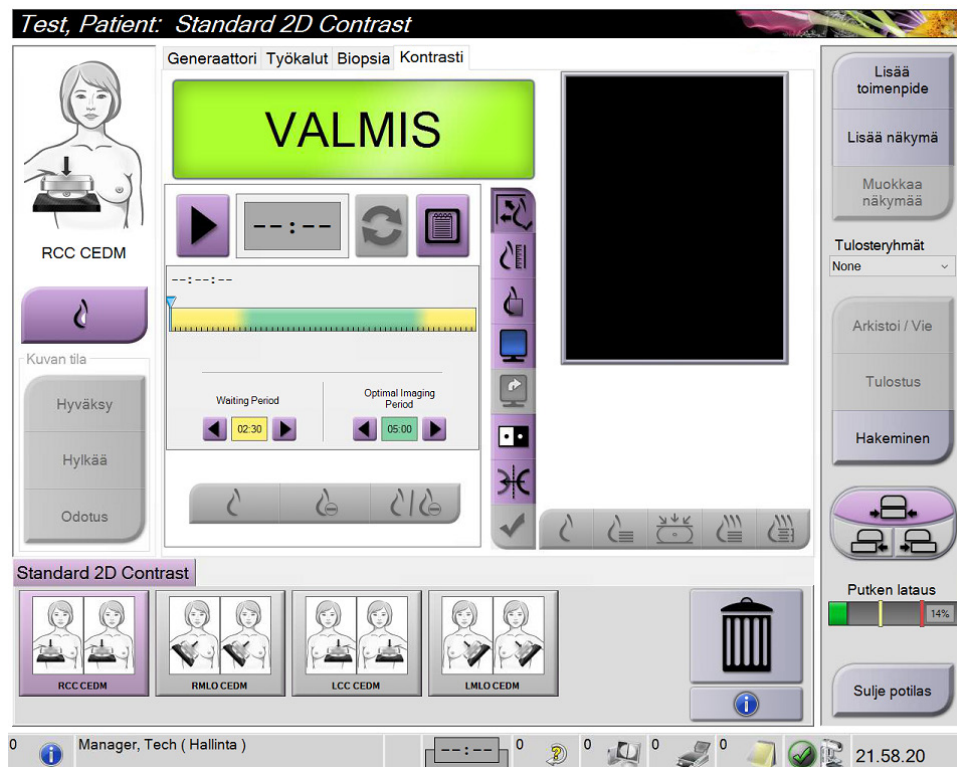 Test, Patient: Standard 2D Contrast
Generaattori Työkalut Biopsia Kontrasti
VALMIS
RCC CEDM
--:--
--:--:--
Kuvan tila
Hyväksy
Hylkää
Odotus
Waiting Period
02:30
Optimal Imaging
Period
05:00
Lisää
toimenpide
Lisää näkymä
Muokkaa
näkymää
Tulosteryhmät
None
Arkistoi / Vie
Tulostus
Hakeminen
Putken lataus
14%
Sulje potilas
Standard 2D Contrast
RCC CEDM
RMLO CEDM
LCC CEDM
LMLO CEDM
0 Manager, Tech ( Hallinta ) --:-- 0 0 0 0 21.58.20